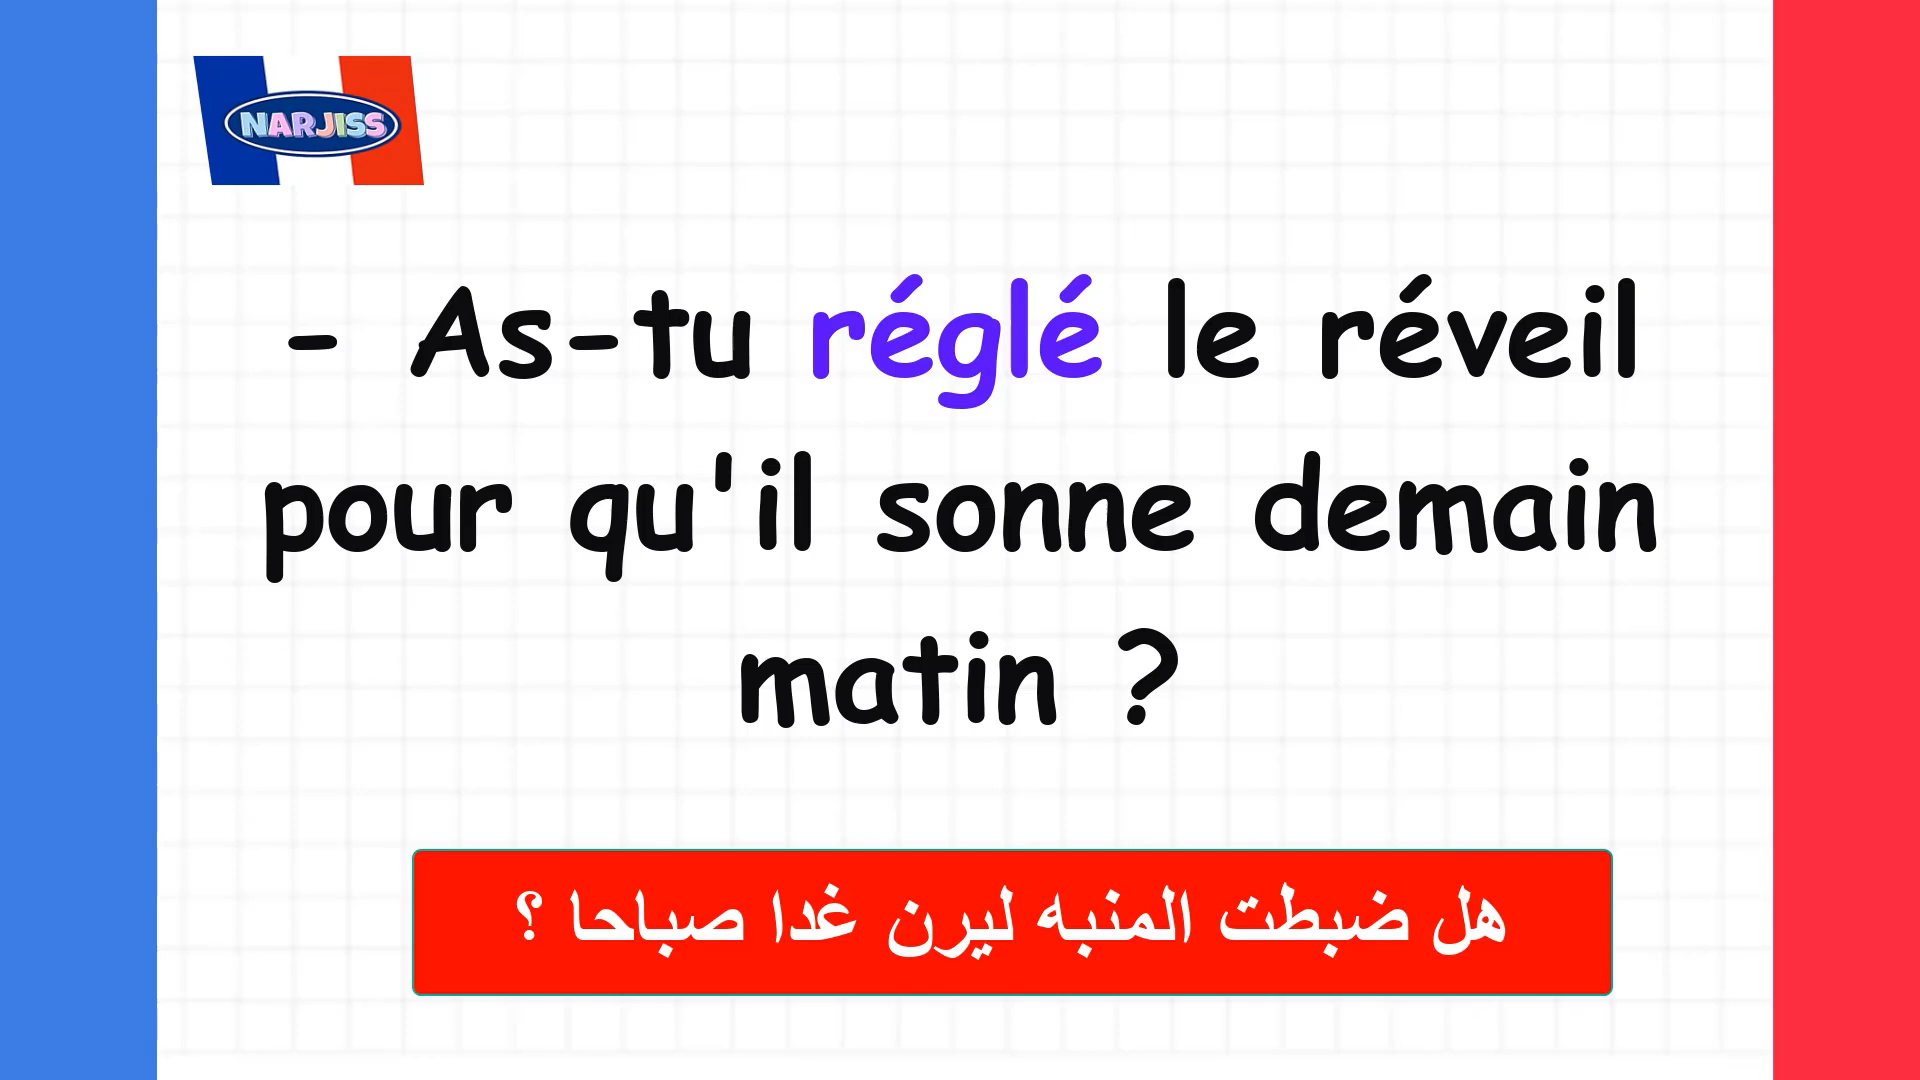 NARJISS
- As-tu réglé le réveil
pour qu'il sonne demain
matin ?
هل ضبطت المنبه ليرن غدا صباحا ؟